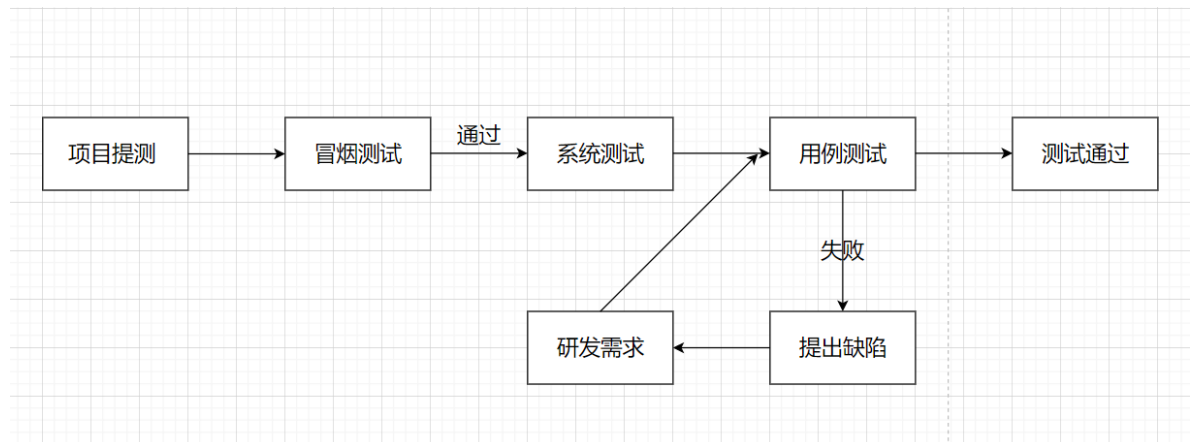 项目提测
冒烟测试
通过
系统测试
用例测试
测试通过
失败
研发需求
提出缺陷